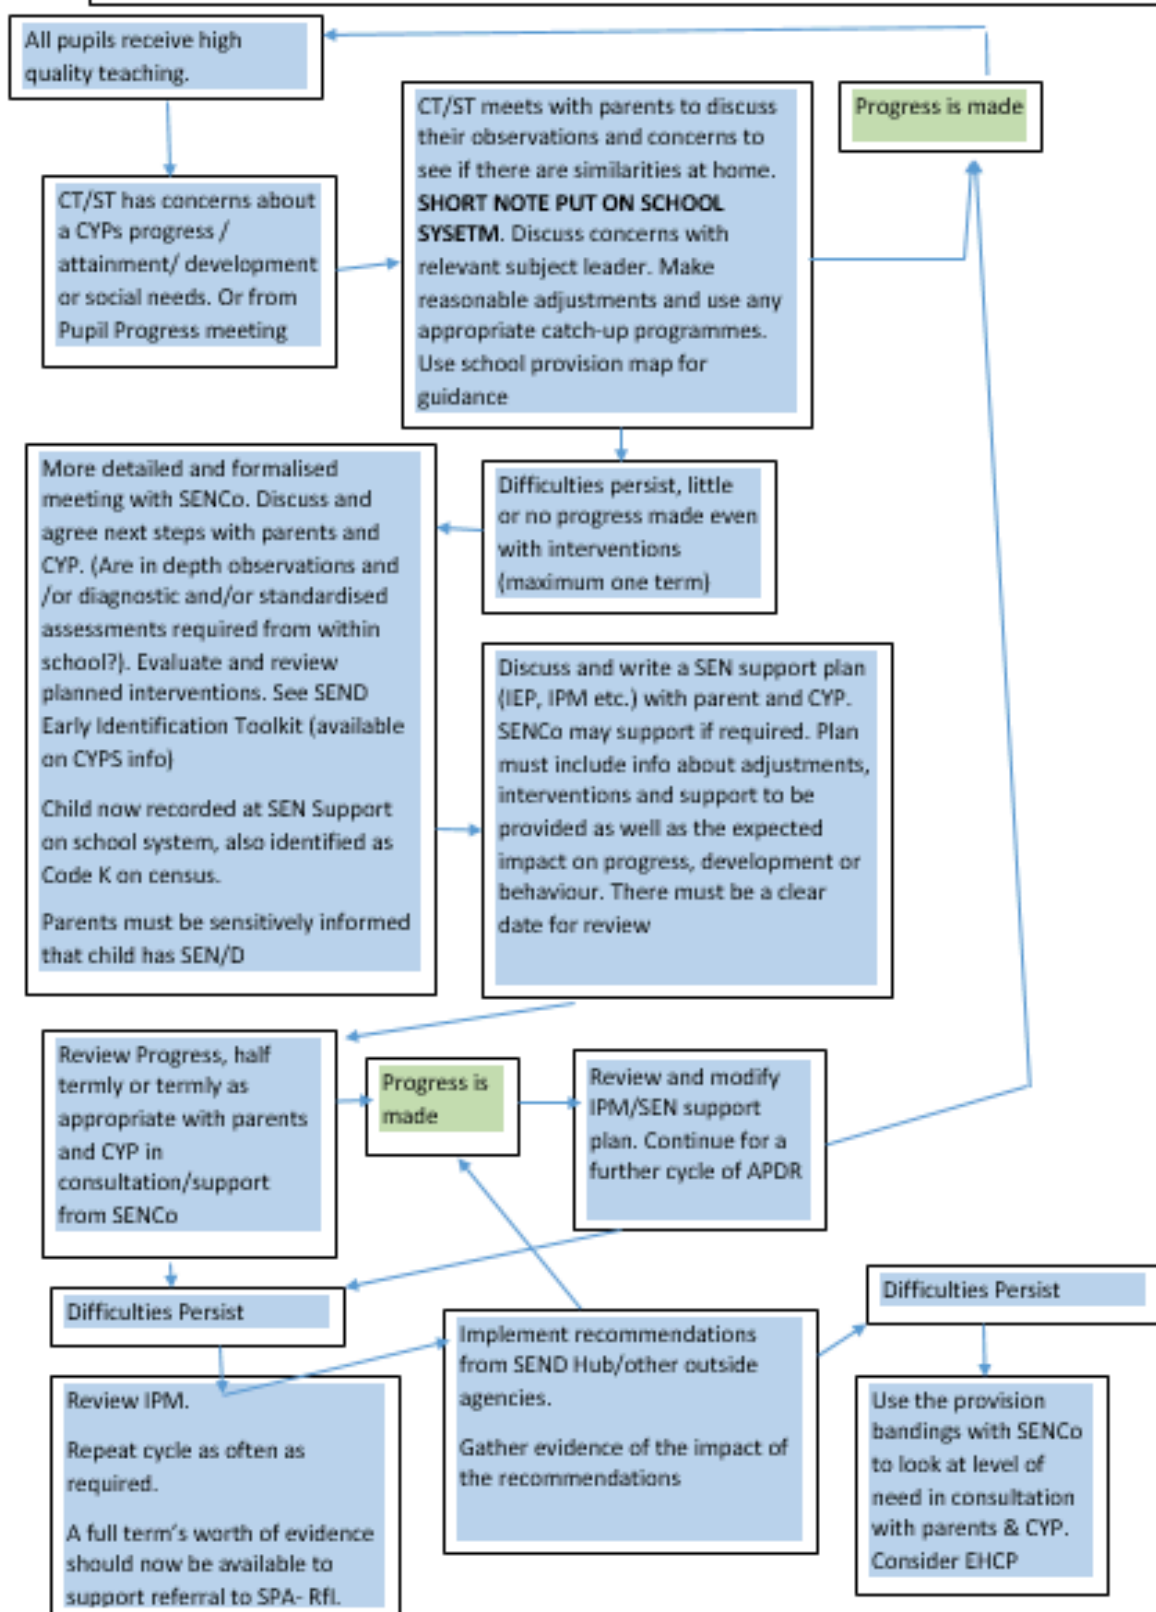 All pupils receive high
quality teaching.
Progress is made
CT/ST meets with parents to discuss
their observations and concerns to
see if there are similarities at home.
SHORT NOTE PUT ON SCHOOL
SYSETM. Discuss concerns with
relevant subject leader. Make
reasonable adjustments and use any
appropriate catch-up programmes.
Use school provision map for
guidance
CT/ST has concerns about
a CYPs progress /
attainment/ development
or social needs. Or from
Pupil Progress meeting
Difficulties persist, little
or no progress made even
with interventions
(maximum one term)
More detailed and formalised
meeting with SENCo. Discuss and
agree next steps with parents and
CYP. (Are in depth observations and
/or diagnostic and/or standardised
assessments required from within
school?). Evaluate and review
planned interventions. See SEND
Early Identification Toolkit (available
on CYPS info)
Child now recorded at SEN Support
on school system, also identified as
Code K on census.
Parents must be sensitively informed
that child has SEN/D
Discuss and write a SEN support plan
(IEP, IPM etc.) with parent and CYP.
SENCo may support if required. Plan
must include info about adjustments,
interventions and support to be
provided as well as the expected
impact on progress, development or
behaviour. There must be a clear
date for review
Review Progress, half
termly or termly as
appropriate with parents
and CYP in
consultation/support
from SENCo
Progress is
made
Review and modify
IPM/SEN support
plan. Continue for a
further cycle of APDR
Difficulties Persist
Difficulties Persist
Implement recommendations
from SEND Hub/other outside
agencies.
Gather evidence of the impact of
the recommendations
Review IPM.
Repeat cycle as often as
required.
A full term's worth of evidence
should now be available to
support referral to SPA- RfI.
Use the provision
bandings with SENCo
to look at level of
need in consultation
with parents & CYP.
Consider EHCP